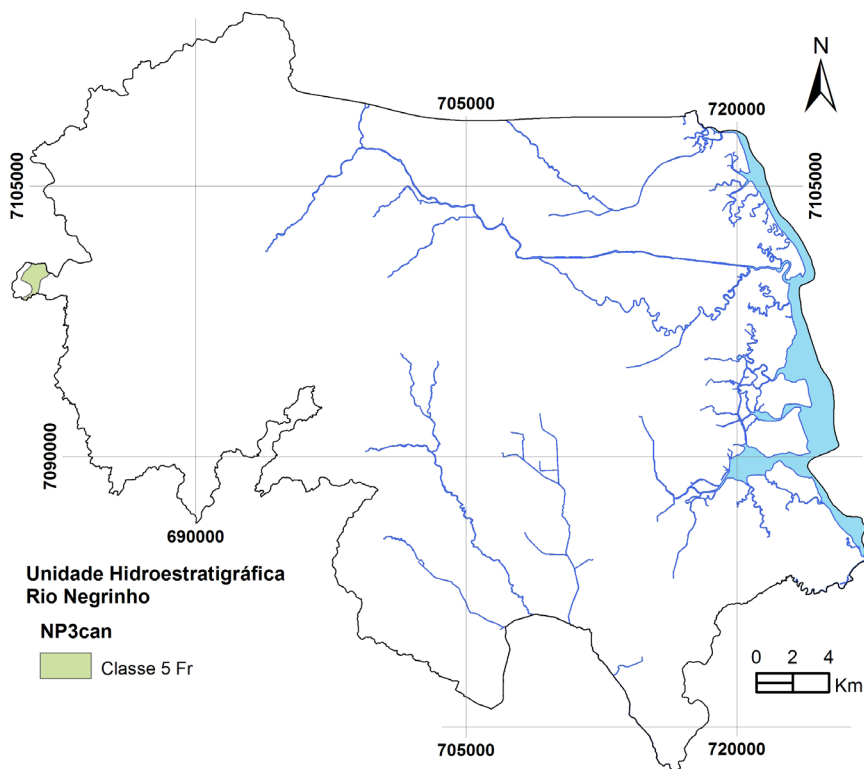 N
705000
720000
7105000
7105000
7090000
690000
Unidade Hidroestratigráfica
Rio Negrinho
NP3can
Classe 5 Fr
0 2 4
Km
705000
720000